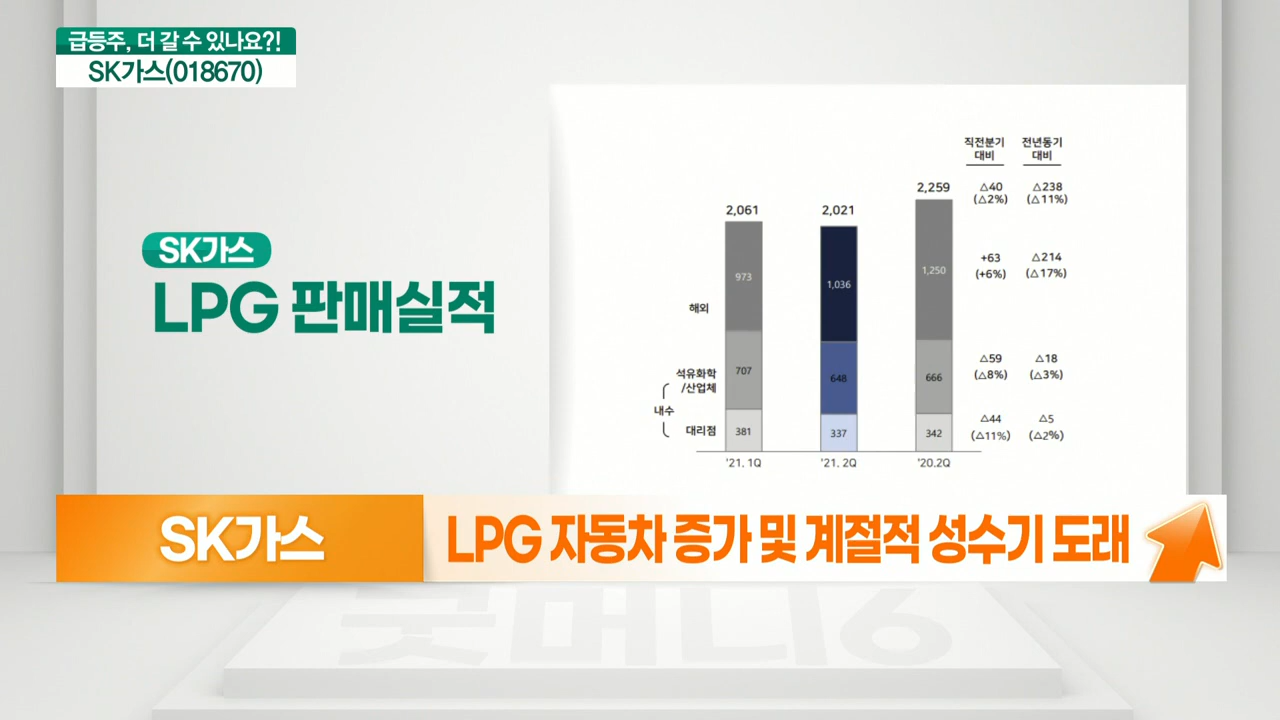 급등주, 더 갈 수 있나요?!
SK가스(018670)
SK가스
LPG 판매실적
직전분기 전년동기
대비 대비
2,061
2,021
2,259
△40 △238
(△2%) (△11%)
973
1,036
1,250
+63 △214
(+6%) (△17%)
해외
707
648
666
석유화학
/산업체
△59 △18
(△8%) (△3%)
내수
대리점
381
337
342
△44 △5
(△11%) (△2%)
'21. 1Q
'21. 2Q
'20.2Q
SK가스
LPG 자동차 증가 및 계절적 성수기 도래
굿머니6